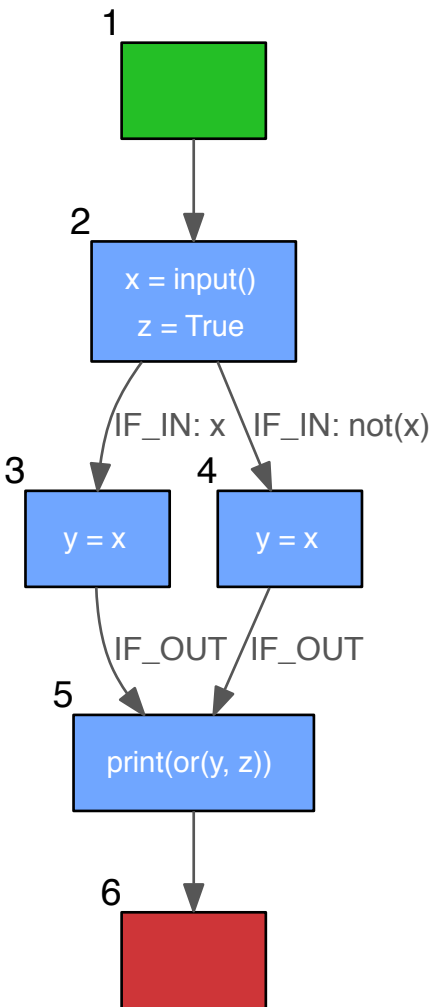 1
2
x = input()
z = True
IF_IN: x
IF_IN: not(x)
3
4
y = x
y = x
IF_OUT
IF_OUT
5
print(or(y, z))
6